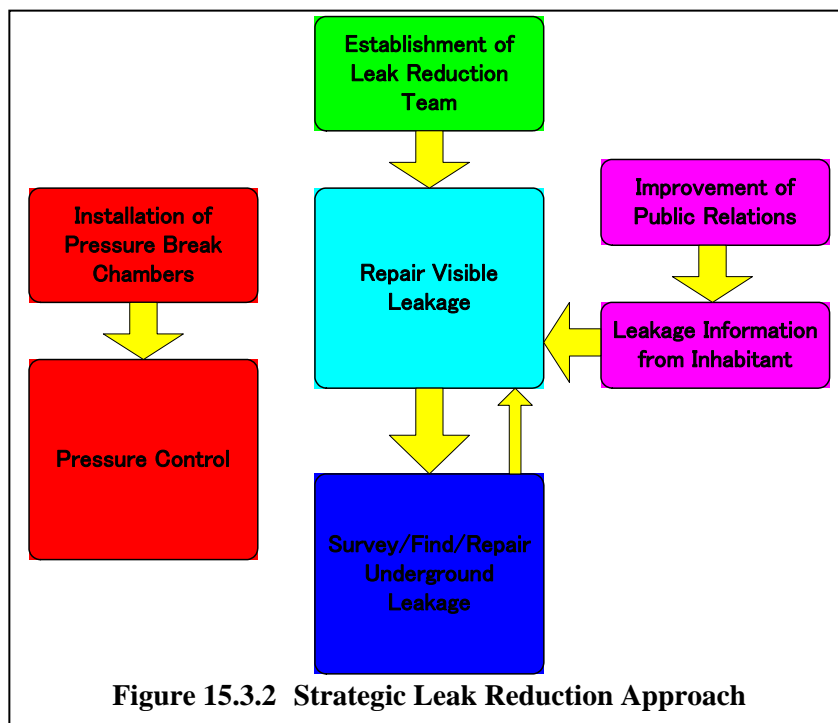 Establishment of
Leak Reduction
Team
Installation of
Pressure Break
Chambers
Repair Visible
Leakage
Improvement of
Public Relations
Leakage Information
from Inhabitant
Pressure Control
Survey/Find/Repair
Underground
Leakage
Figure 15.3.2 Strategic Leak Reduction Approach